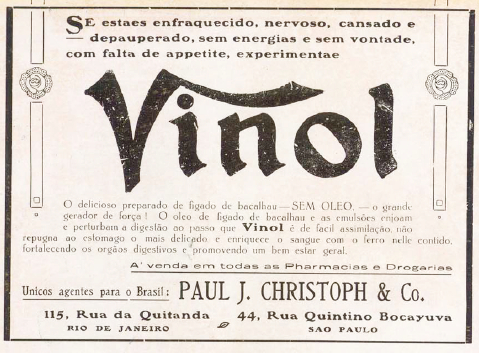 SE estaes enfraquecido, nervoso, cansado e
depauperado, sem energias e sem vontade,
com falta de appetite, experimentae
Vinol
O delicioso preparado de figado de bacalhau — SEM OLEO. — o grande
gerador de força! O oleo de figado de bacalhau e as emulsões enjoam
e perturbam a digestão ao passo que Vinol é de facil assimilação, não
repugna ao estomago o mais delicado e enriquece o sangue com o ferro nelle contido,
fortalecendo os orgãos digestivos e promovendo um bem estar geral.
A' venda em todas as Pharmacias e Drogarias
Unicos agentes para o Brasil: PAUL J. CHRISTOPH & Co.
115, Rua da Quitanda 44, Rua Quintino Bocayuva
RIO DE JANEIRO SAO PAULO